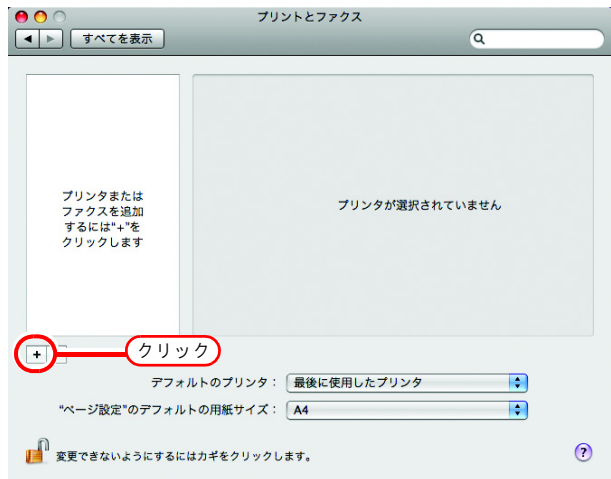 プリントとファクス
すべてを表示
プリンタまたは
ファクスを追加
するには“+”を
クリックします
プリンタが選択されていません
+
クリック
デフォルトのプリンタ： 最後に使用したプリンタ
“ページ設定”のデフォルトの用紙サイズ： A4
変更できないようにするにはカギをクリックします。
?